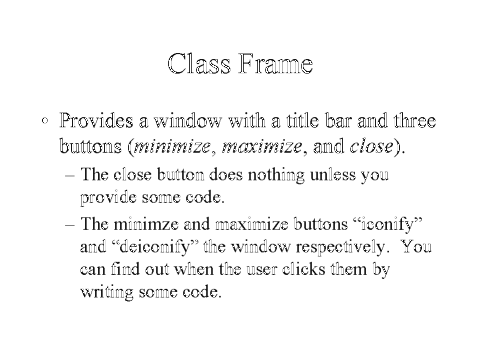 Class Frame
◦ Provides a window with a title bar and three
buttons (minimize, maximize, and close).
– The close button does nothing unless you
provide some code.
– The minimze and maximize buttons “iconify”
and “deiconify” the window respectively.  You
can find out when the user clicks them by
writing some code.